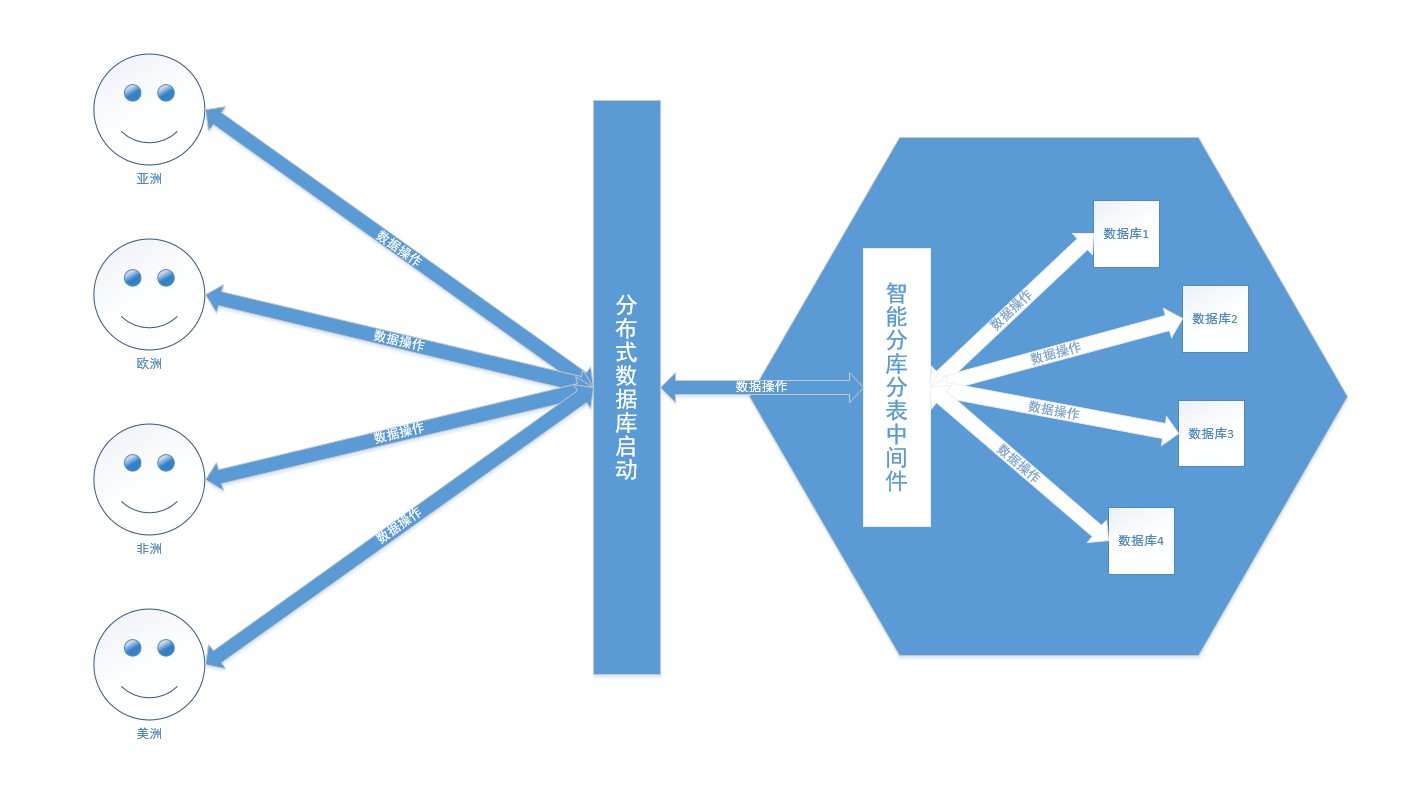 亚洲
欧洲
非洲
美洲
数据操作
数据操作
数据操作
数据操作
分布式数据库启动
数据操作
智能分库分表中间件
数据操作
数据操作
数据操作
数据操作
数据库1
数据库2
数据库3
数据库4